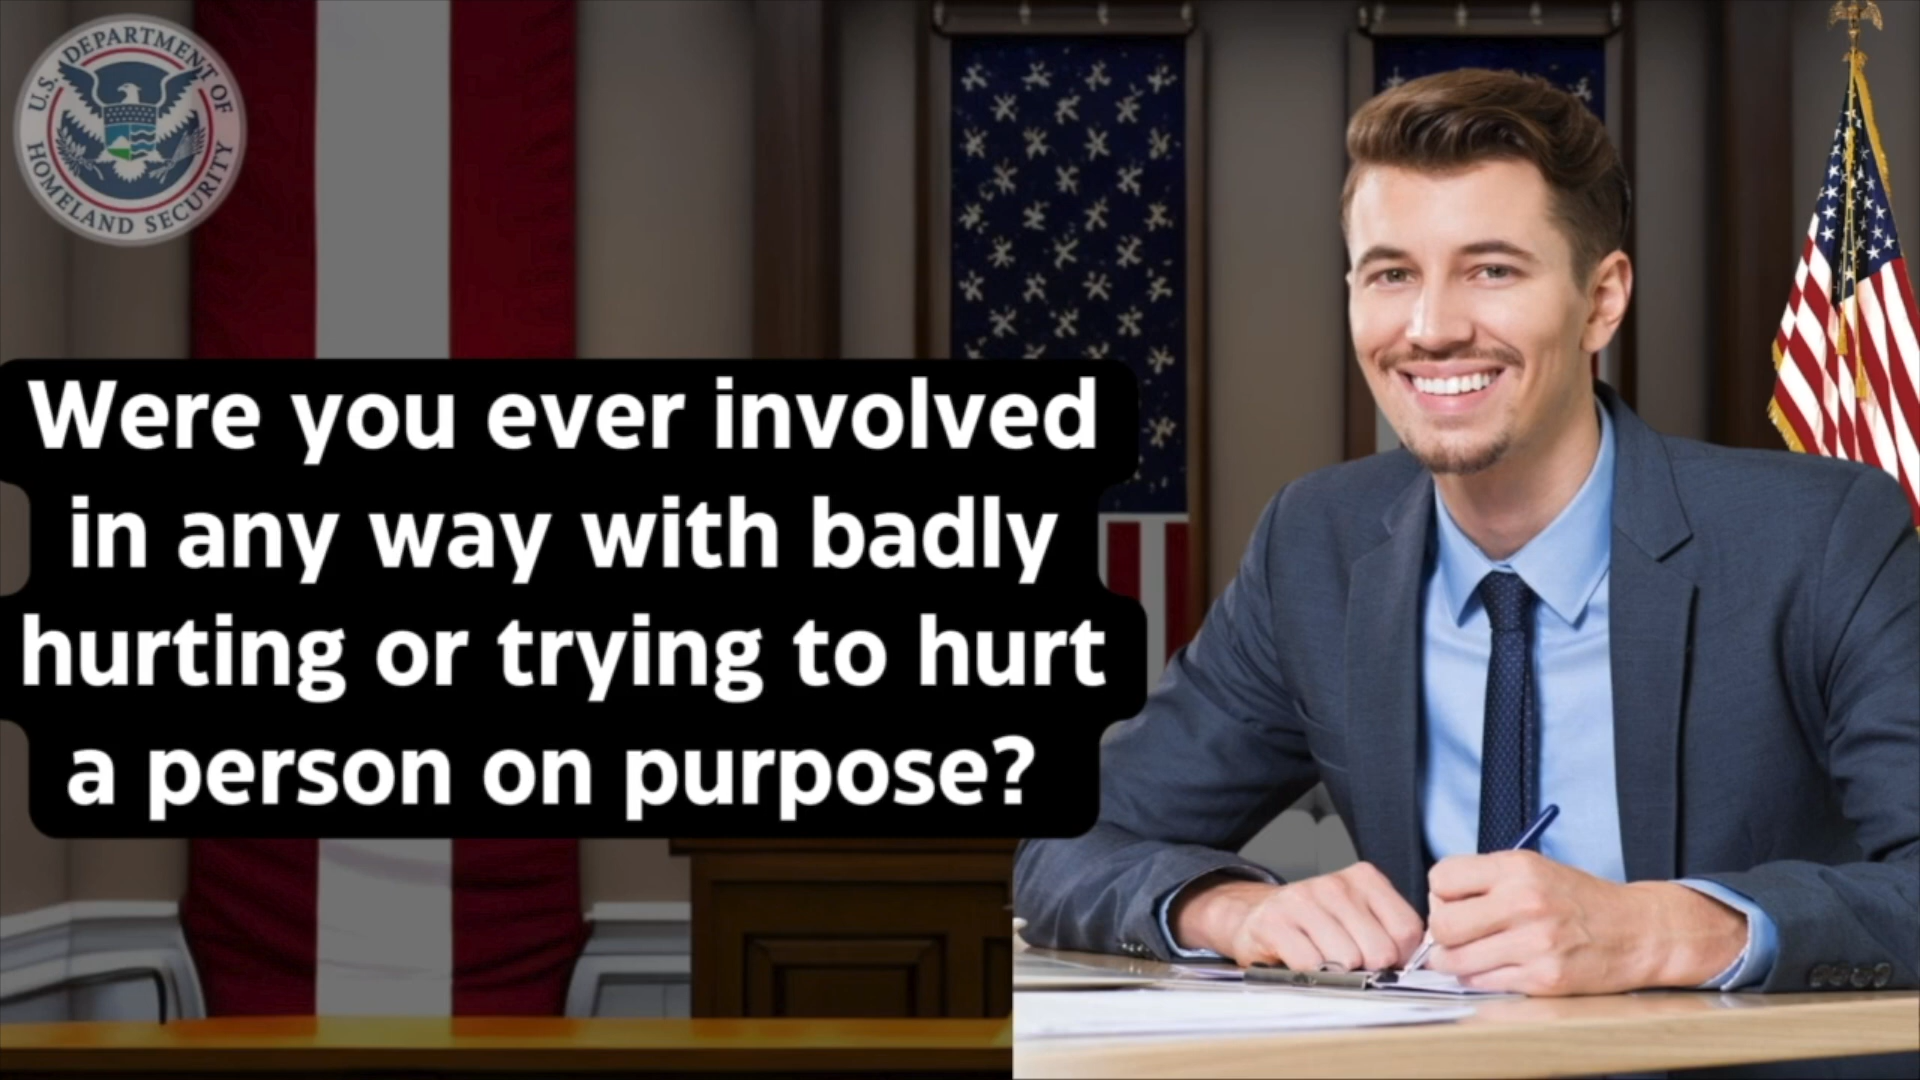 U.S. DEPARTMENT OF
HOMELAND SECURITY
Were you ever involved
in any way with badly
hurting or trying to hurt
a person on purpose?